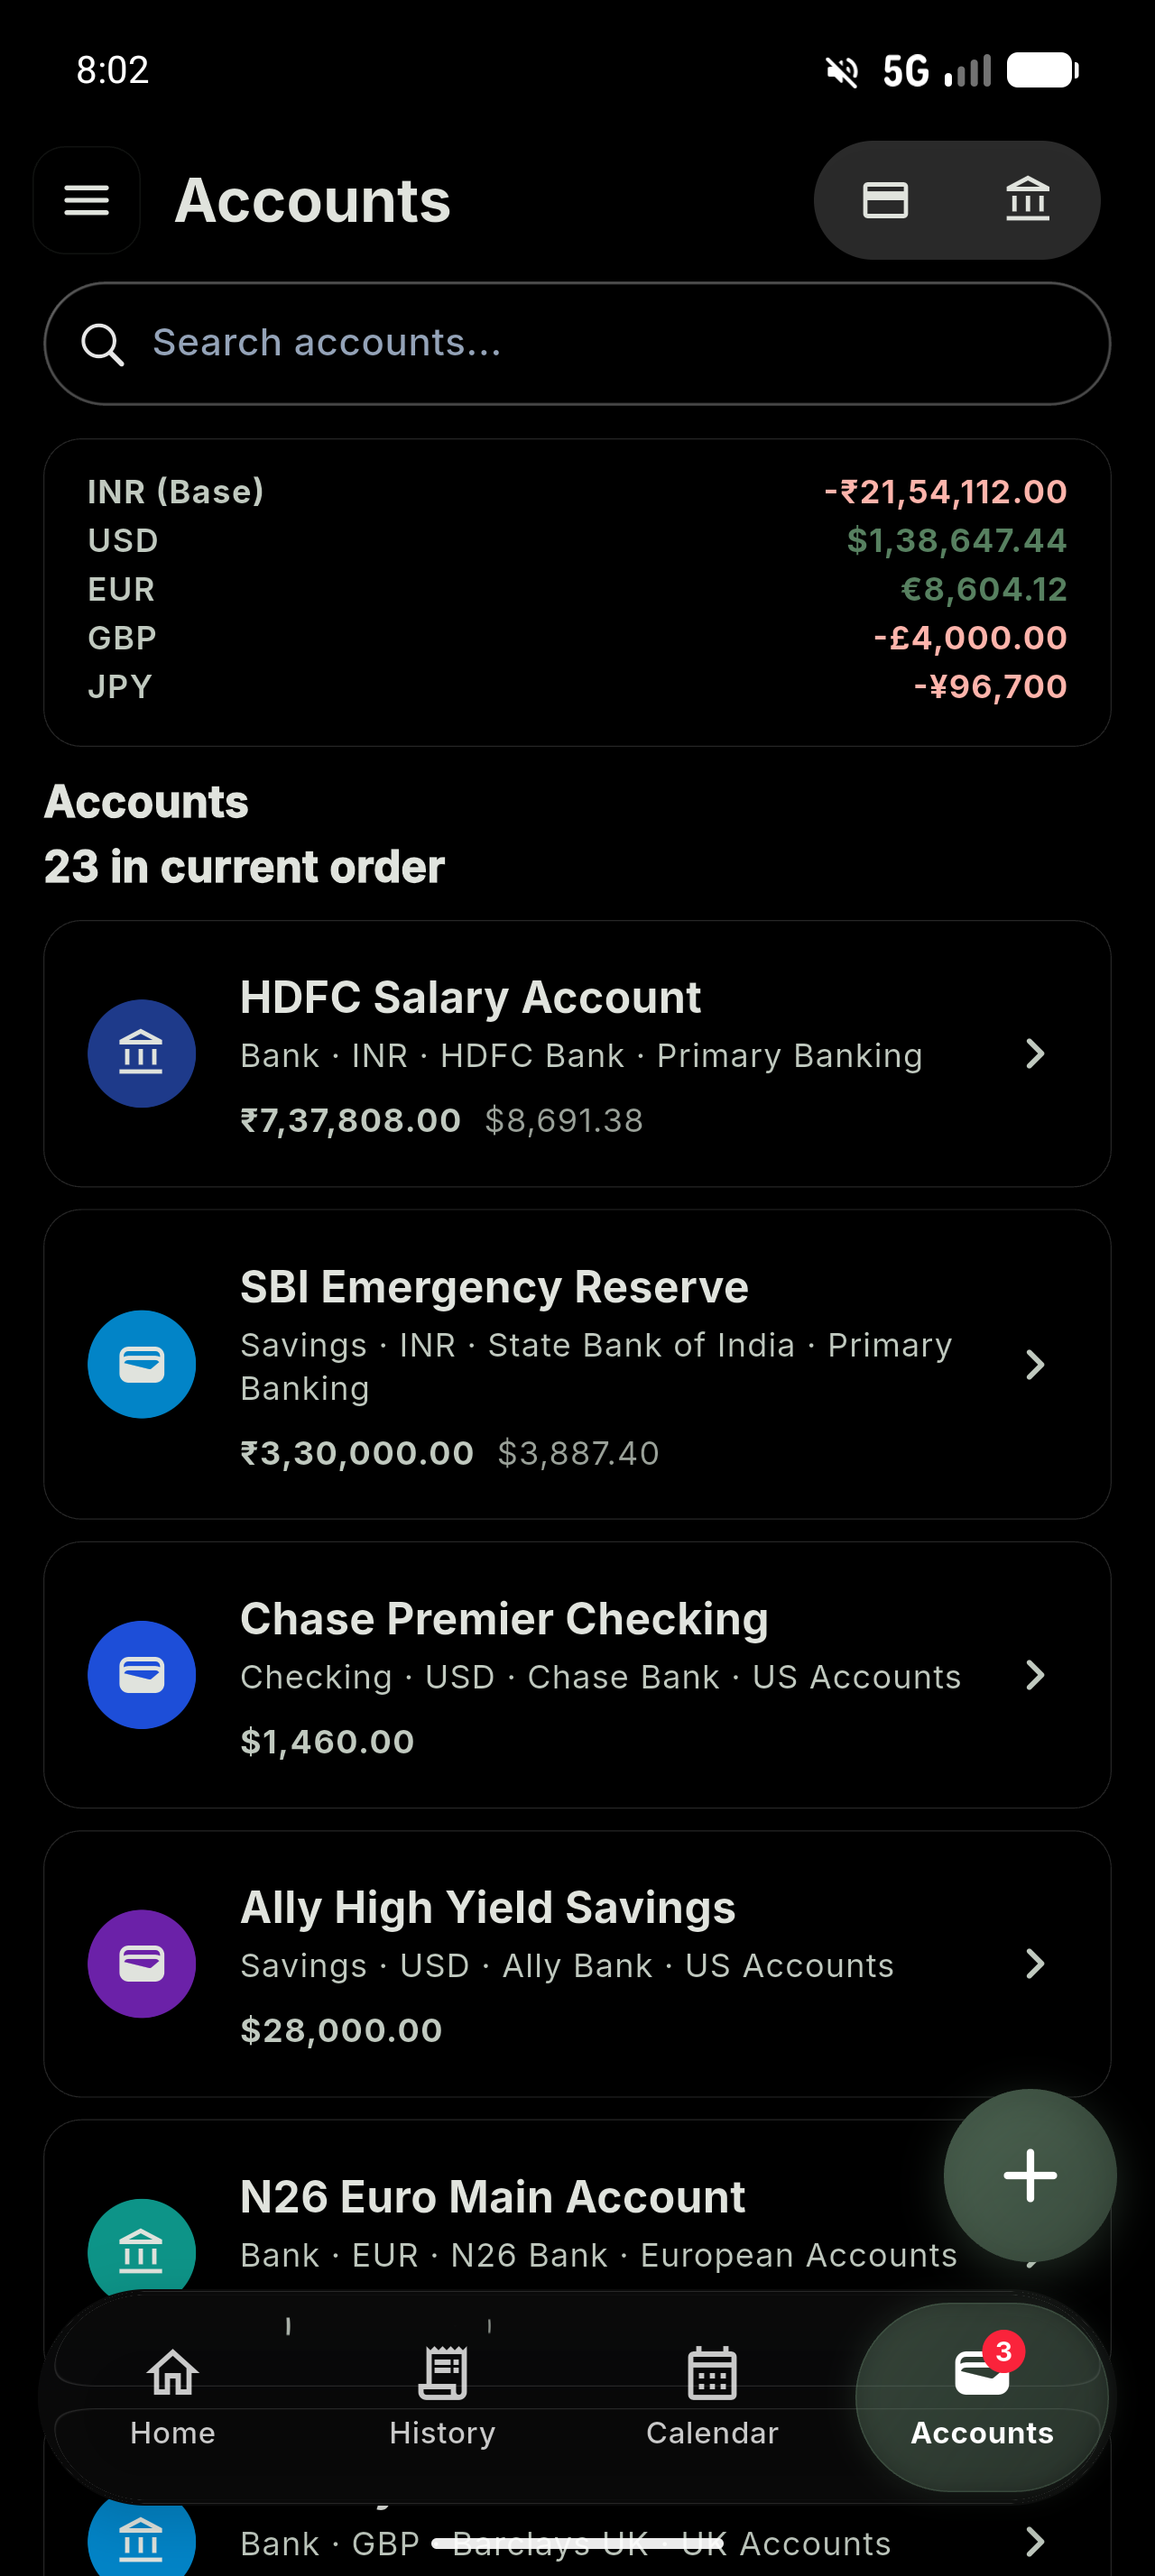 8:02
5G
Accounts
Search accounts...
INR (Base) -₹21,54,112.00
USD $1,38,647.44
EUR €8,604.12
GBP -£4,000.00
JPY -¥96,700
Accounts
23 in current order
HDFC Salary Account
Bank · INR · HDFC Bank · Primary Banking
₹7,37,808.00 $8,691.38
SBI Emergency Reserve
Savings · INR · State Bank of India · Primary
Banking
₹3,30,000.00 $3,887.40
Chase Premier Checking
Checking · USD · Chase Bank · US Accounts
$1,460.00
Ally High Yield Savings
Savings · USD · Ally Bank · US Accounts
$28,000.00
N26 Euro Main Account
Bank · EUR · N26 Bank · European Accounts
3
Home History Calendar Accounts
Bank · GBP · Barclays UK · UK Accounts